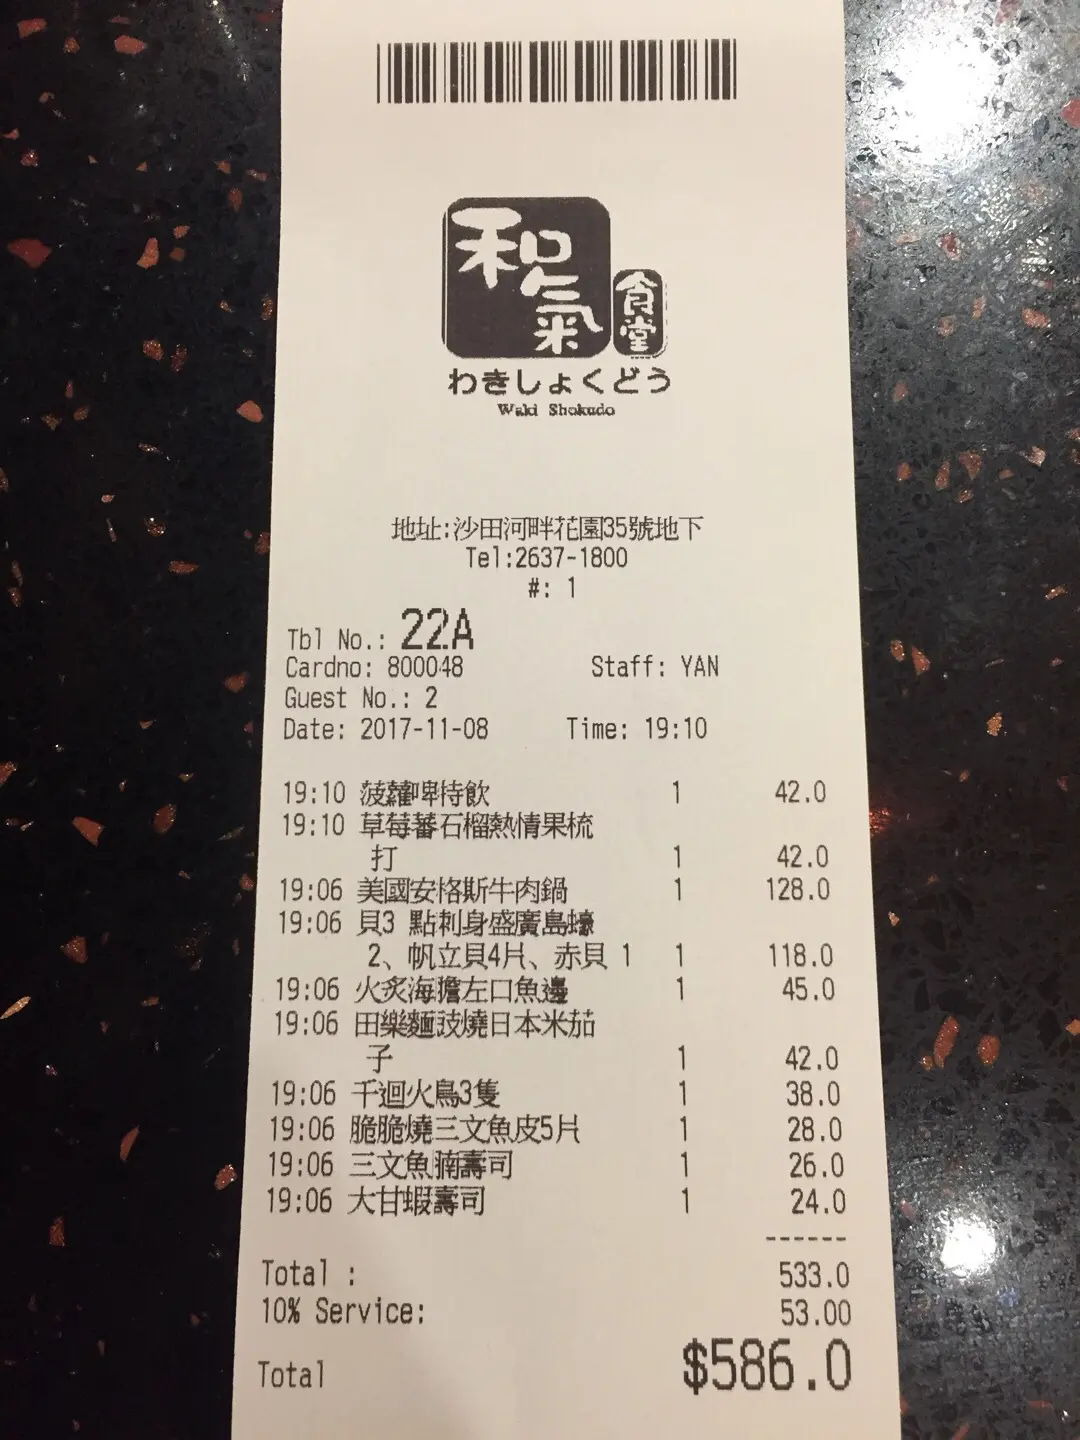 和氣
食堂
わきしょくどう
Waki Shokudo
地址:沙田河畔花園35號地下
Tel:2637-1800
#: 1
Tbl No.: 22A
Cardno: 800048 Staff: YAN
Guest No.: 2
Date: 2017-11-08 Time: 19:10
19:10 菠蘿啤特飲 1 42.0
19:10 草莓蕃石榴熱情果梳
打 1 42.0
19:06 美國安格斯牛肉鍋 1 128.0
19:06 貝3 點刺身盛廣島蠔
2、帆立貝4片、赤貝 1 1 118.0
19:06 火炙海擔左口魚邊 1 45.0
19:06 田樂麵豉燒日本米茄
子 1 42.0
19:06 千迴火鳥3隻 1 38.0
19:06 脆脆燒三文魚皮5片 1 28.0
19:06 三文魚腩壽司 1 26.0
19:06 大甘蝦壽司 1 24.0
------
Total : 533.0
10% Service: 53.00
Total $586.0